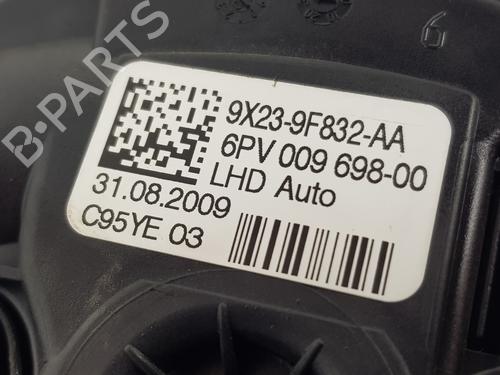 6
9X23-9F832-AA
6PV 009 698-00
LHD Auto
31.08.2009
C95YE 03
B-PARTS